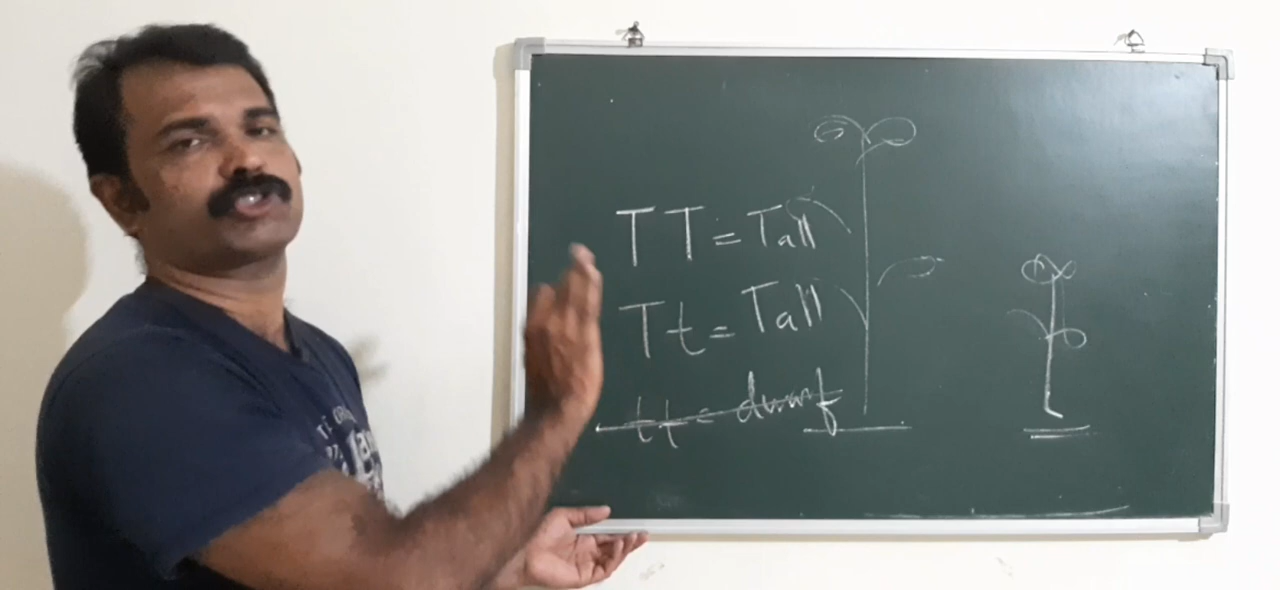 TT = Tall
Tt = Tall
tt = dwarf